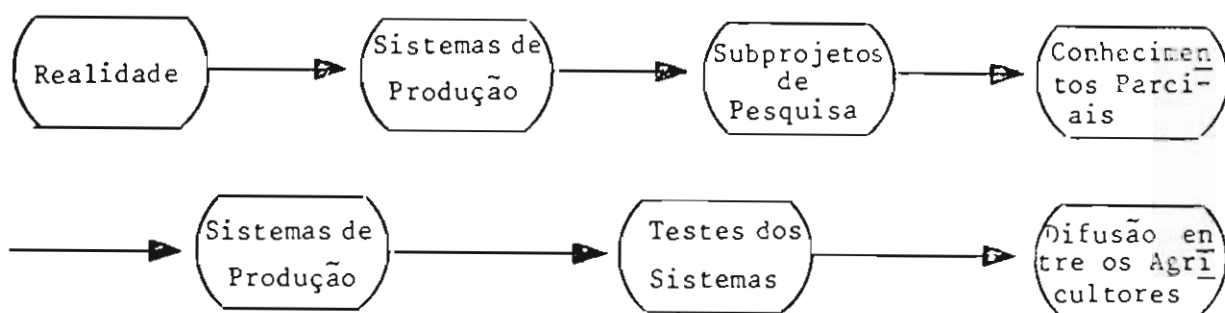 Realidade
Sistemas de
Produção
Subprojetos
de
Pesquisa
Conhecimen
tos Parci-
ais
Sistemas de
Produção
Testes dos
Sistemas
Difusão en
tre os Agri
cultores